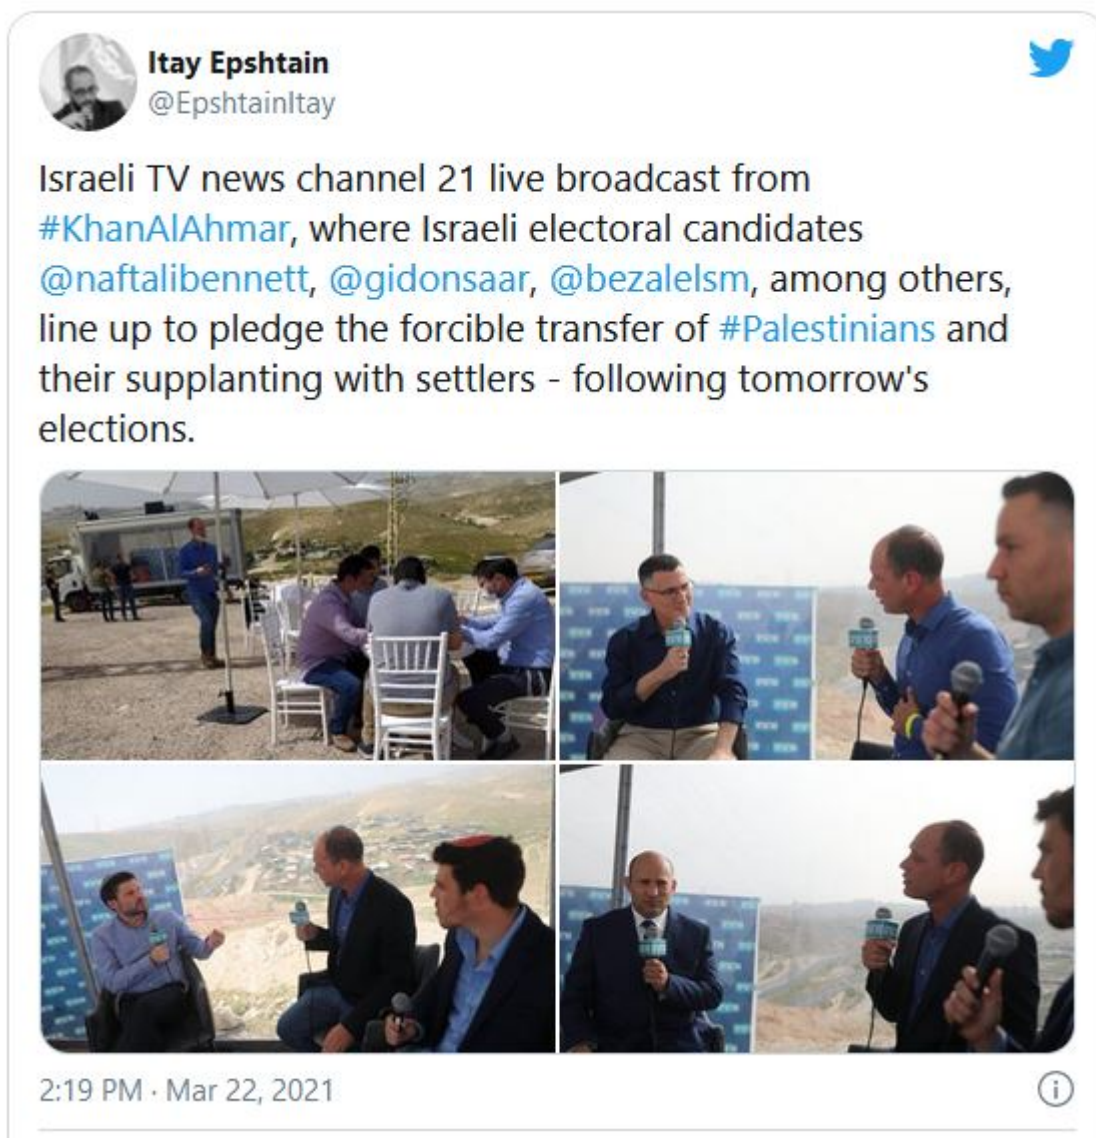 Itay Epshtain
@EpshtainItay
Israeli TV news channel 21 live broadcast from
#KhanAlAhmar, where Israeli electoral candidates
@naftalibennett, @gidonsaar, @bezalelsm, among others,
line up to pledge the forcible transfer of #Palestinians and
their supplanting with settlers - following tomorrow's
elections.
2:19 PM · Mar 22, 2021